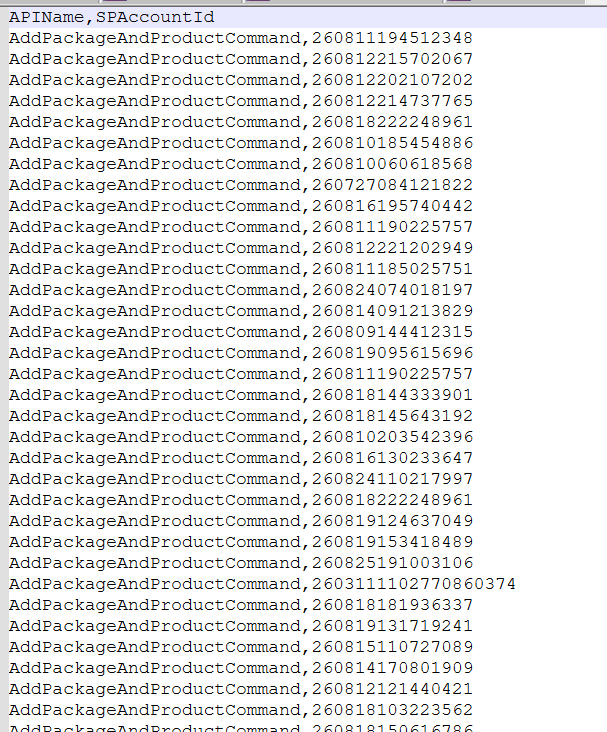 APIName,SPAccountId
AddPackageAndProductCommand,260811194512348
AddPackageAndProductCommand,260812215702067
AddPackageAndProductCommand,260812202107202
AddPackageAndProductCommand,260812214737765
AddPackageAndProductCommand,260818222248961
AddPackageAndProductCommand,260810185454886
AddPackageAndProductCommand,260810060618568
AddPackageAndProductCommand,260727084121822
AddPackageAndProductCommand,260816195740442
AddPackageAndProductCommand,260811190225757
AddPackageAndProductCommand,260812221202949
AddPackageAndProductCommand,260811185025751
AddPackageAndProductCommand,260824074018197
AddPackageAndProductCommand,260814091213829
AddPackageAndProductCommand,260809144412315
AddPackageAndProductCommand,260819095615696
AddPackageAndProductCommand,260811190225757
AddPackageAndProductCommand,260818144333901
AddPackageAndProductCommand,260818145643192
AddPackageAndProductCommand,260810203542396
AddPackageAndProductCommand,260816130233647
AddPackageAndProductCommand,260824110217997
AddPackageAndProductCommand,260818222248961
AddPackageAndProductCommand,260819124637049
AddPackageAndProductCommand,260819153418489
AddPackageAndProductCommand,260825191003106
AddPackageAndProductCommand,2603111102770860374
AddPackageAndProductCommand,260818181936337
AddPackageAndProductCommand,260819131719241
AddPackageAndProductCommand,260815110727089
AddPackageAndProductCommand,260814170801909
AddPackageAndProductCommand,260812121440421
AddPackageAndProductCommand,260818103223562
AddPackageAndProductCommand,260818150616786